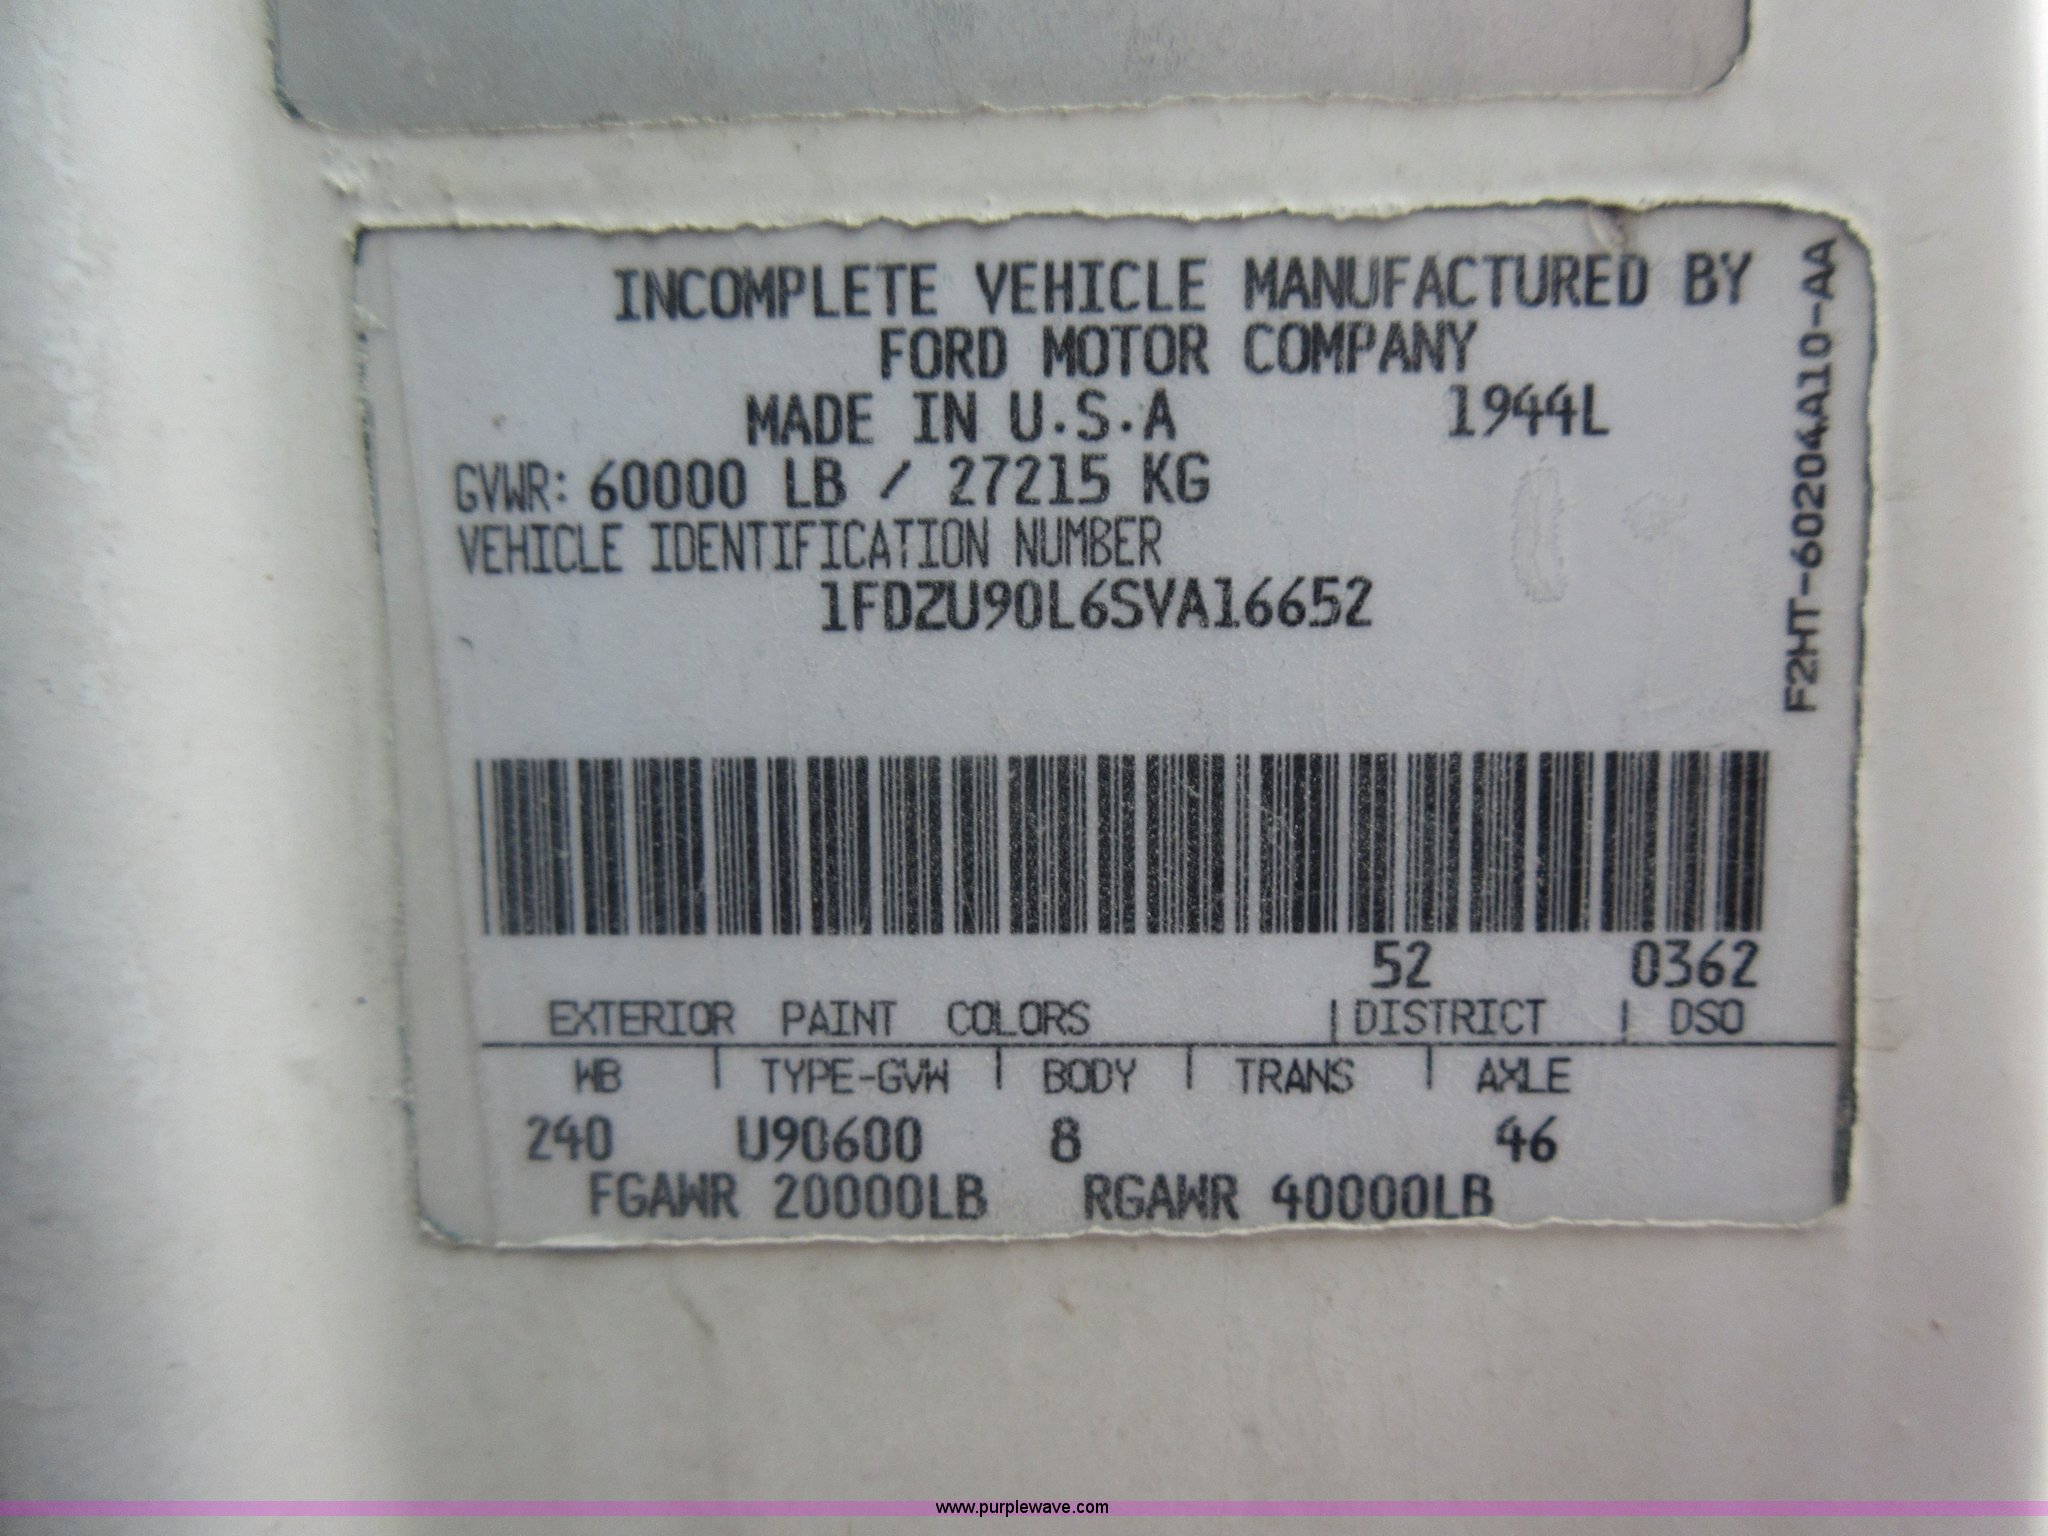 INCOMPLETE VEHICLE MANUFACTURED BY
FORD MOTOR COMPANY
MADE IN U.S.A 1944L
GVWR: 60000 LB / 27215 KG
VEHICLE IDENTIFICATION NUMBER
1FDZU90L6SVA16652
F2HT-60204A10-AA
52 0362
EXTERIOR PAINT COLORS | DISTRICT | DSO
WB | TYPE-GVW | BODY | TRANS | AXLE
240 U90600 8 46
FGAWR 20000LB RGAWR 40000LB
www.purplewave.com